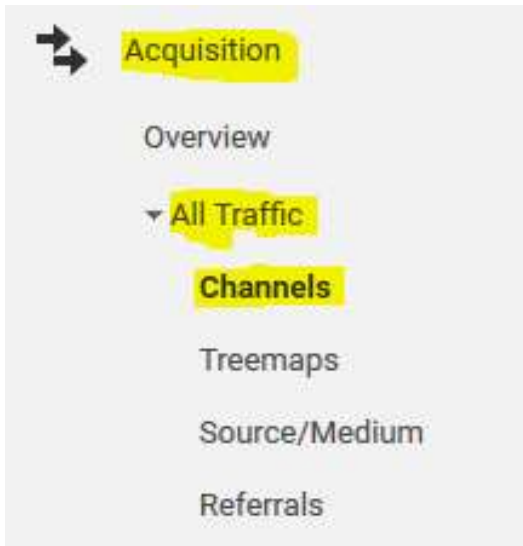 Acquisition
Overview
All Traffic
Channels
Treemaps
Source/Medium
Referrals